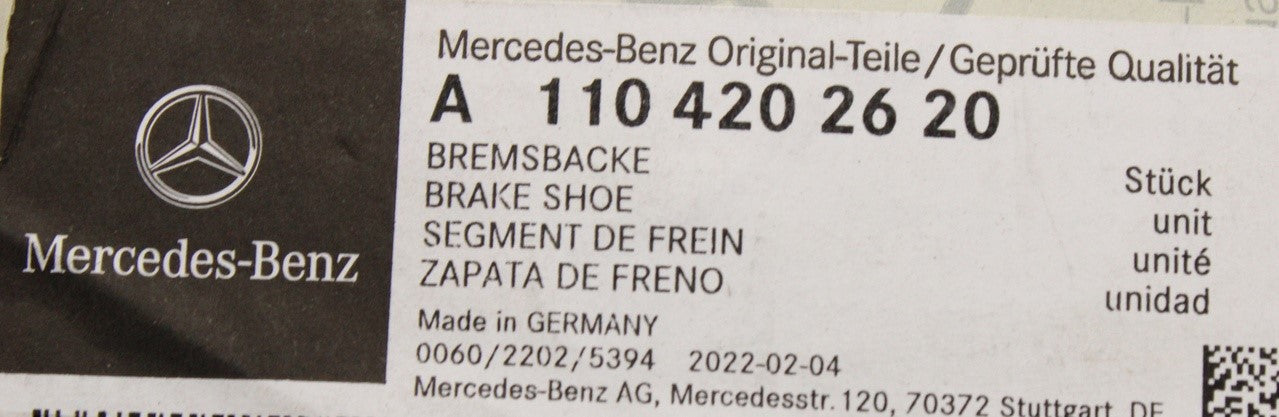 Mercedes-Benz
Mercedes-Benz Original-Teile/Geprüfte Qualität
A 110 420 26 20
BREMSBACKE
BRAKE SHOE
SEGMENT DE FREIN
ZAPATA DE FRENO
Stück
unit
unité
unidad
Made in GERMANY
0060/2202/5394 2022-02-04
Mercedes-Benz AG, Mercedesstr. 120, 70372 Stuttgart, DE